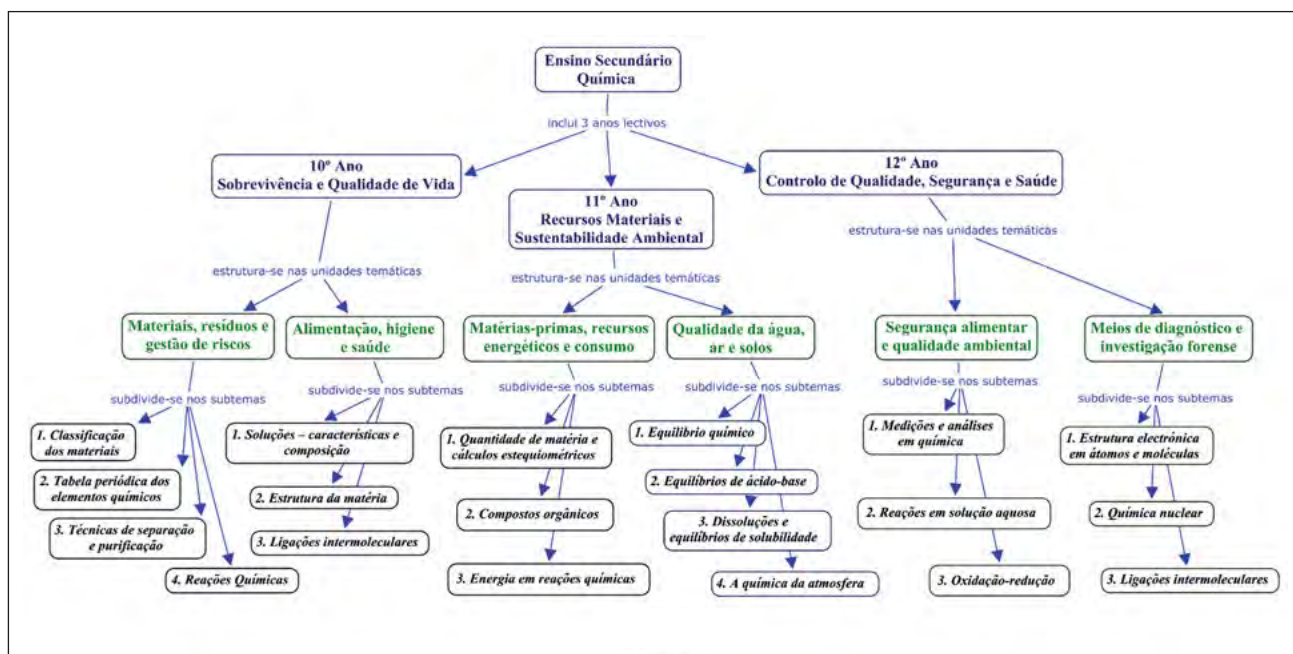 Ensino Secundário
Química
inclui 3 anos lectivos
10º Ano
Sobrevivência e Qualidade de Vida
11º Ano
Recursos Materiais e
Sustentabilidade Ambiental
12º Ano
Controlo de Qualidade, Segurança e Saúde
estrutura-se nas unidades temáticas
estrutura-se nas unidades temáticas
estrutura-se nas unidades temáticas
Materiais, resíduos e
gestão de riscos
Alimentação, higiene
e saúde
Matérias-primas, recursos
energéticos e consumo
Qualidade da água,
ar e solos
Segurança alimentar
e qualidade ambiental
Meios de diagnóstico e
investigação forense
subdivide-se nos subtemas
subdivide-se nos subtemas
subdivide-se nos subtemas
subdivide-se nos subtemas
subdivide-se nos subtemas
subdivide-se nos subtemas
1. Classificação
dos materiais
2. Tabela periódica dos
elementos químicos
3. Técnicas de separação
e purificação
4. Reações Químicas
1. Soluções – características e
composição
2. Estrutura da matéria
3. Ligações intermoleculares
1. Quantidade de matéria e
cálculos estequiométricos
2. Compostos orgânicos
3. Energia em reações químicas
1. Equilibrio químico
2. Equilíbrios de ácido-base
3. Dissoluções e
equilíbrios de solubilidade
4. A química da atmosfera
1. Medições e análises
em química
2. Reações em solução aquosa
3. Oxidação-redução
1. Estrutura electrónica
em átomos e moléculas
2. Química nuclear
3. Ligações intermoleculares